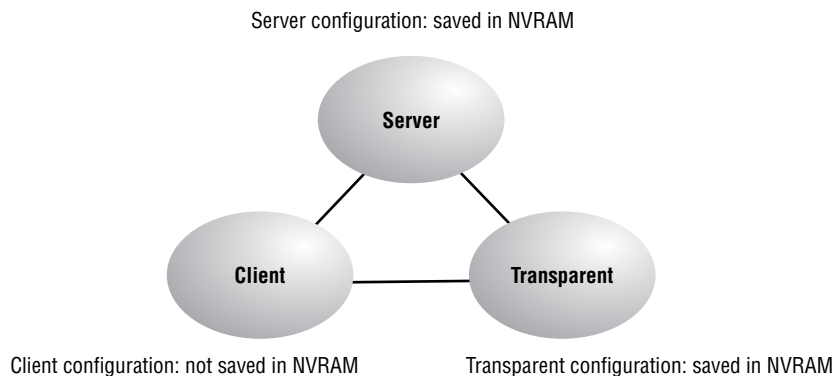 Server configuration: saved in NVRAM
Server
Client
Transparent
Client configuration: not saved in NVRAM
Transparent configuration: saved in NVRAM